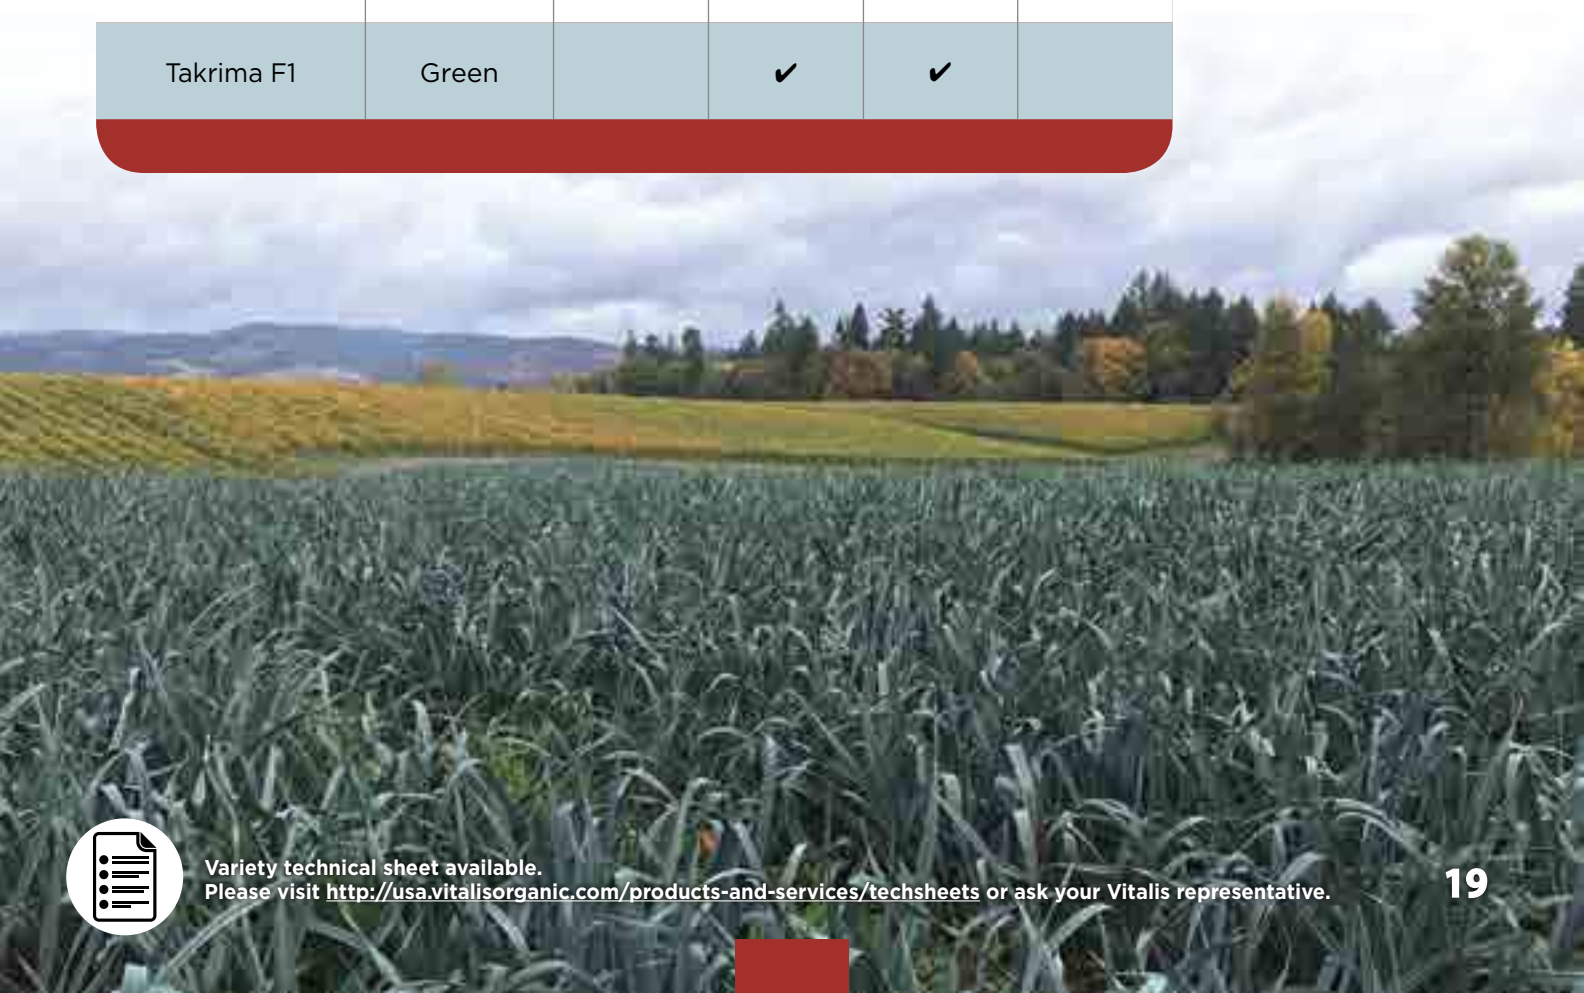 Takrima F1 Green ✔ ✔
Variety technical sheet available.
Please visit http://usa.vitalisorganic.com/products-and-services/techsheets or ask your Vitalis representative.
19